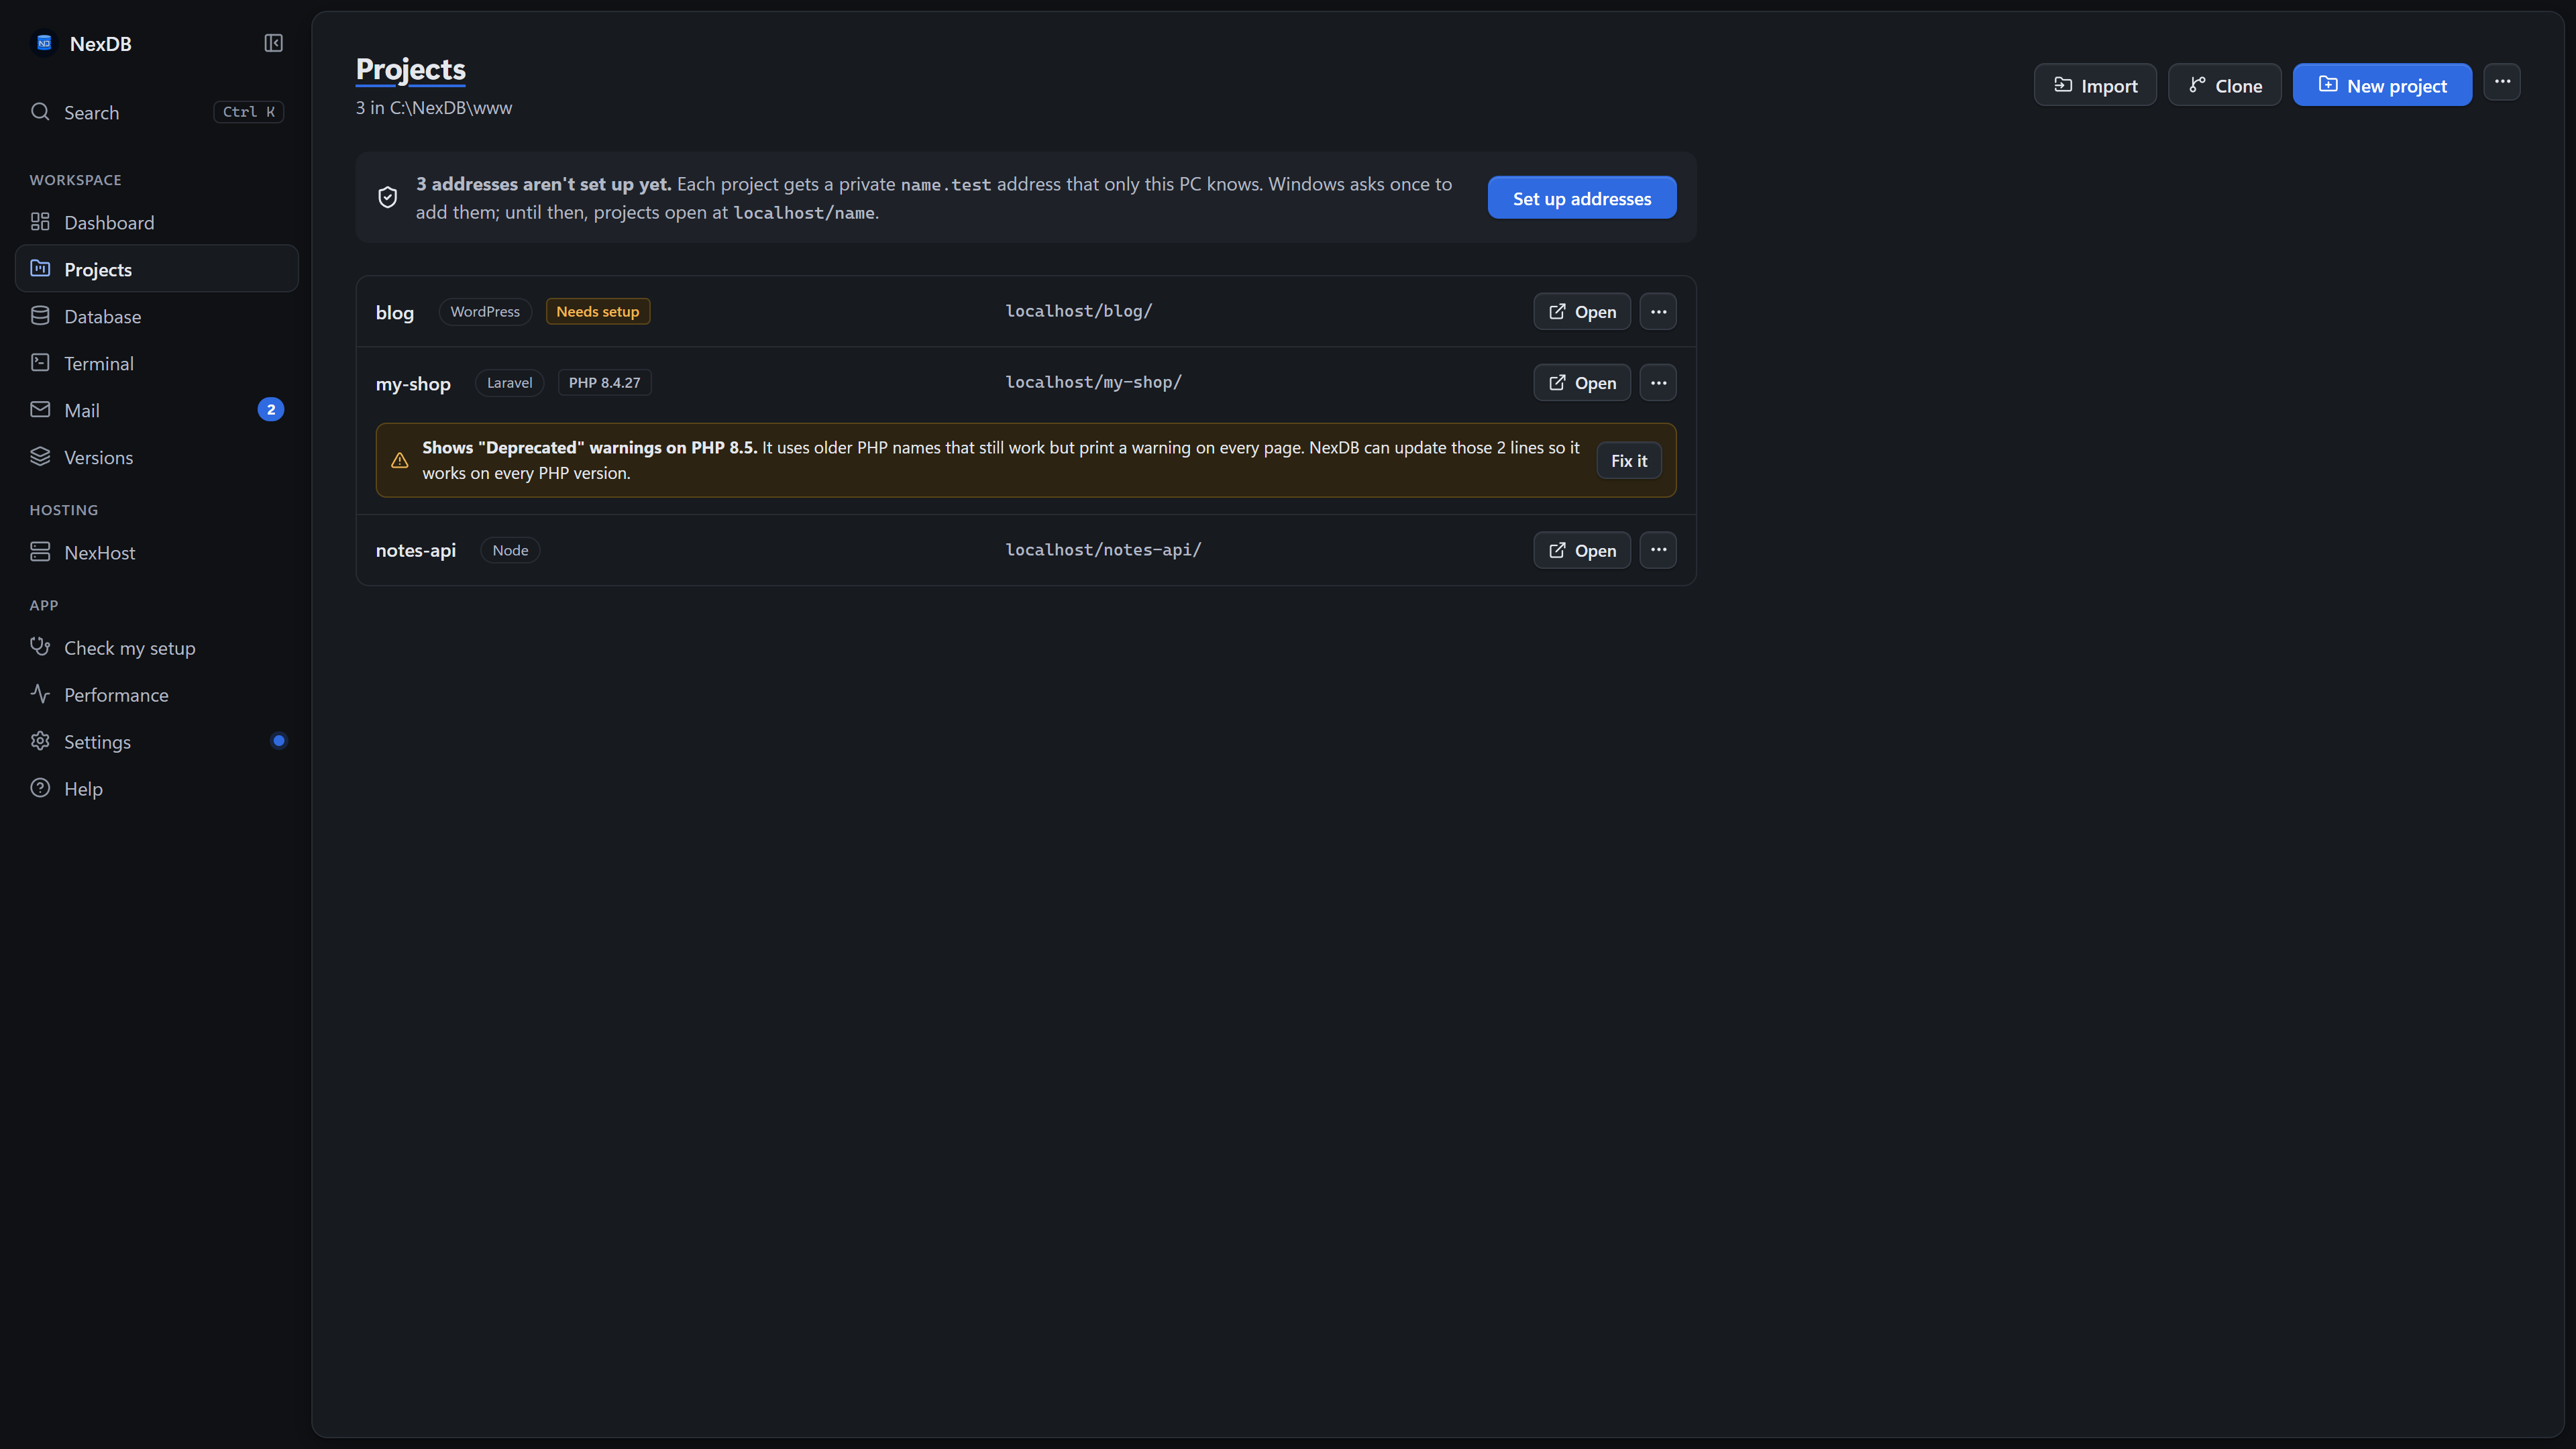 NexDB
Search Ctrl K
WORKSPACE
Dashboard
Projects
Database
Terminal
Mail 2
Versions
HOSTING
NexHost
APP
Check my setup
Performance
Settings
Help
Projects
3 in C:\NexDB\www
Import Clone New project
3 addresses aren't set up yet. Each project gets a private name.test address that only this PC knows. Windows asks once to
add them; until then, projects open at localhost/name.
Set up addresses
blog WordPress Needs setup localhost/blog/ Open
my-shop Laravel PHP 8.4.27 localhost/my-shop/ Open
Shows "Deprecated" warnings on PHP 8.5. It uses older PHP names that still work but print a warning on every page. NexDB can update those 2 lines so it
works on every PHP version.
Fix it
notes-api Node localhost/notes-api/ Open